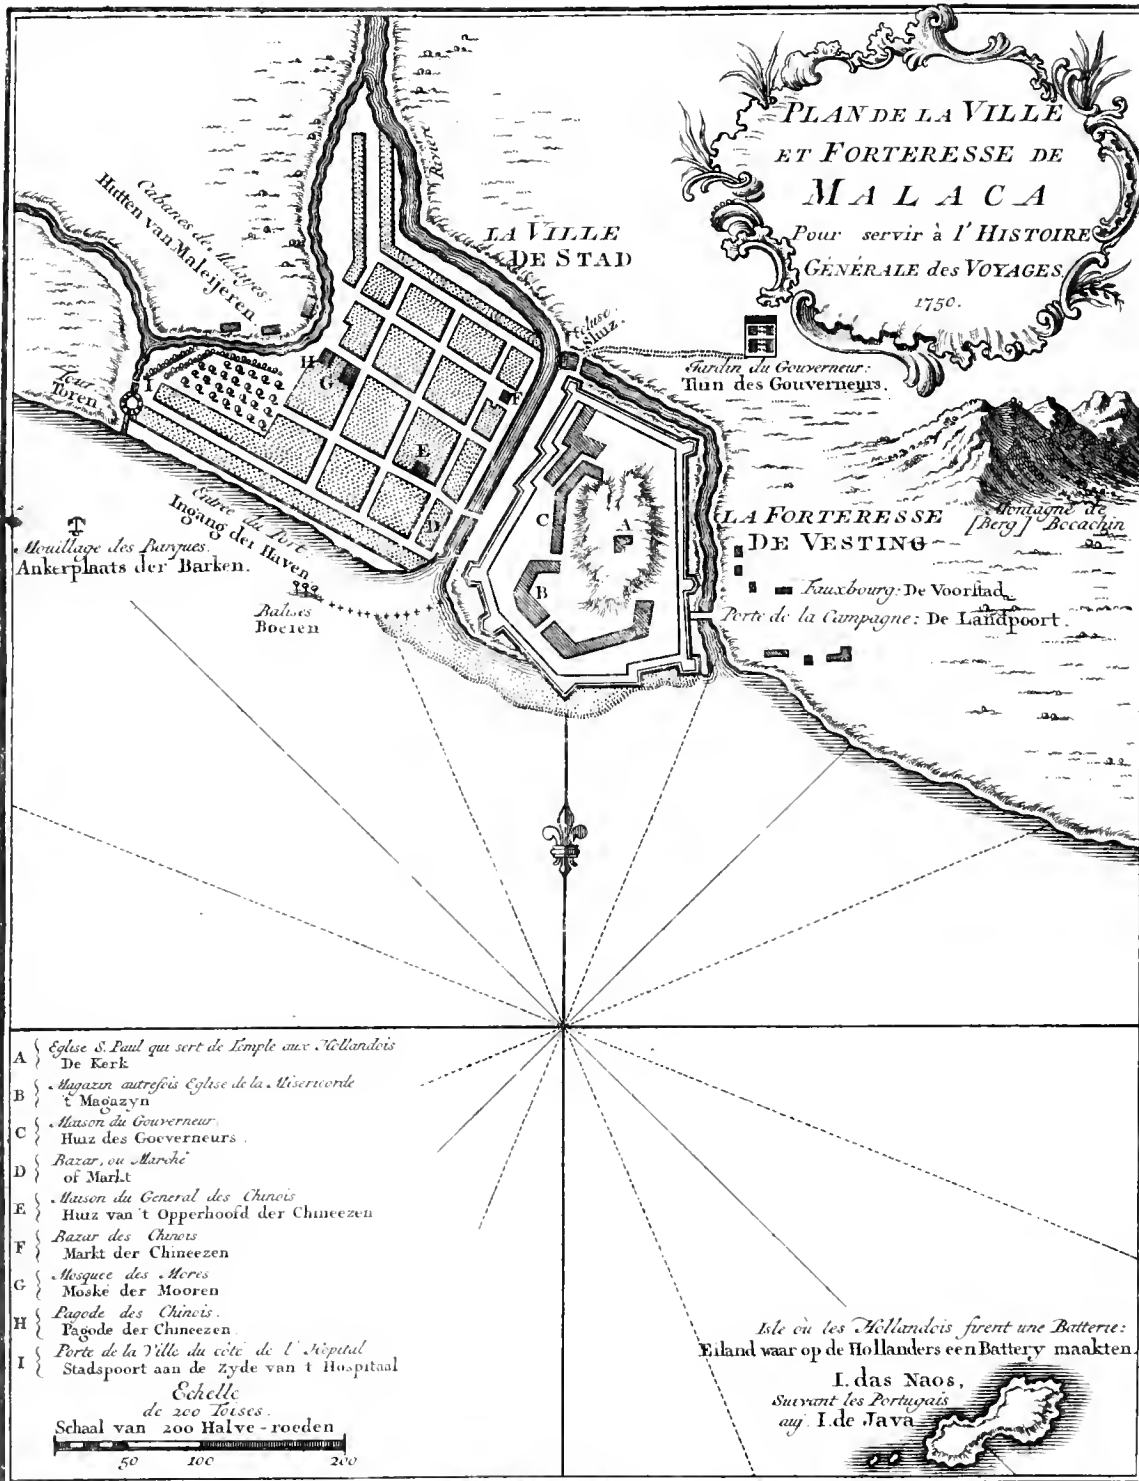 PLAN DE LA VILLE
ET FORTERESSE DE
MALACA
Pour servir à l'HISTOIRE
GÉNÉRALE des VOYAGES.
1750.
Cabanes de Malayes.
Hutten van Maleijeren.
LA VILLE
DE STAD
Ecluse.
Sluiz.
Jardin du Gouverneur:
Tuin des Gouverneurs.
Tour
Toren
I
H
G
F
E
D
C
A
B
Entrée du Port
Ingang der Haven
Mouillage des Barques.
Ankerplaats der Barken.
Balises
Boeien
LA FORTERESSE
DE VESTING
Montagne de
[Berg] Bocachin
Fauxbourg: De Voorstad
Porte de la Campagne: De Landpoort.
A Eglise S. Paul qui sert de Temple aux Hollandois
De Kerk
B Magazin autrefois Eglise de la Misericorde
't Magazyn
C Maison du Gouverneur.
Huiz des Goeverneurs.
D Bazar, ou Marché
of Markt
E Maison du General des Chinois
Huiz van 't Opperhoofd der Chineezen
F Bazar des Chinois
Markt der Chineezen
G Mosquee des Mores
Moské der Mooren
H Pagode des Chinois.
Pagode der Chineezen
I Porte de la Ville du côté de l'Hopital
Stadspoort aan de Zyde van t Hospitaal
Echelle
de 200 Toises.
Schaal van 200 Halve-roeden
50 100 200
Isle où les Hollandois firent une Batterie:
Eiland waar op de Hollanders een Battery maakten.
I. das Naos,
Suivant les Portugais
auj. I. de Java